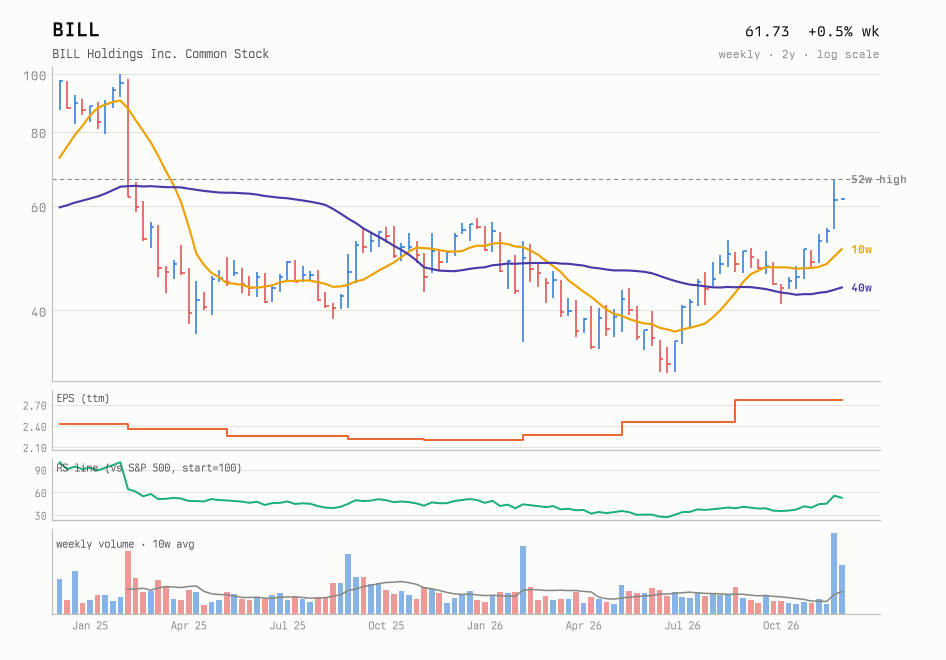 BILL
61.73 +0.5% wk
BILL Holdings Inc. Common Stock
weekly · 2y · log scale
100
80
52w high
60
10w
40w
40
EPS (ttm)
2.70
2.40
2.10
RS line (vs S&P 500, start=100)
90
60
30
weekly volume · 10w avg
Jan 25 Apr 25 Jul 25 Oct 25 Jan 26 Apr 26 Jul 26 Oct 26